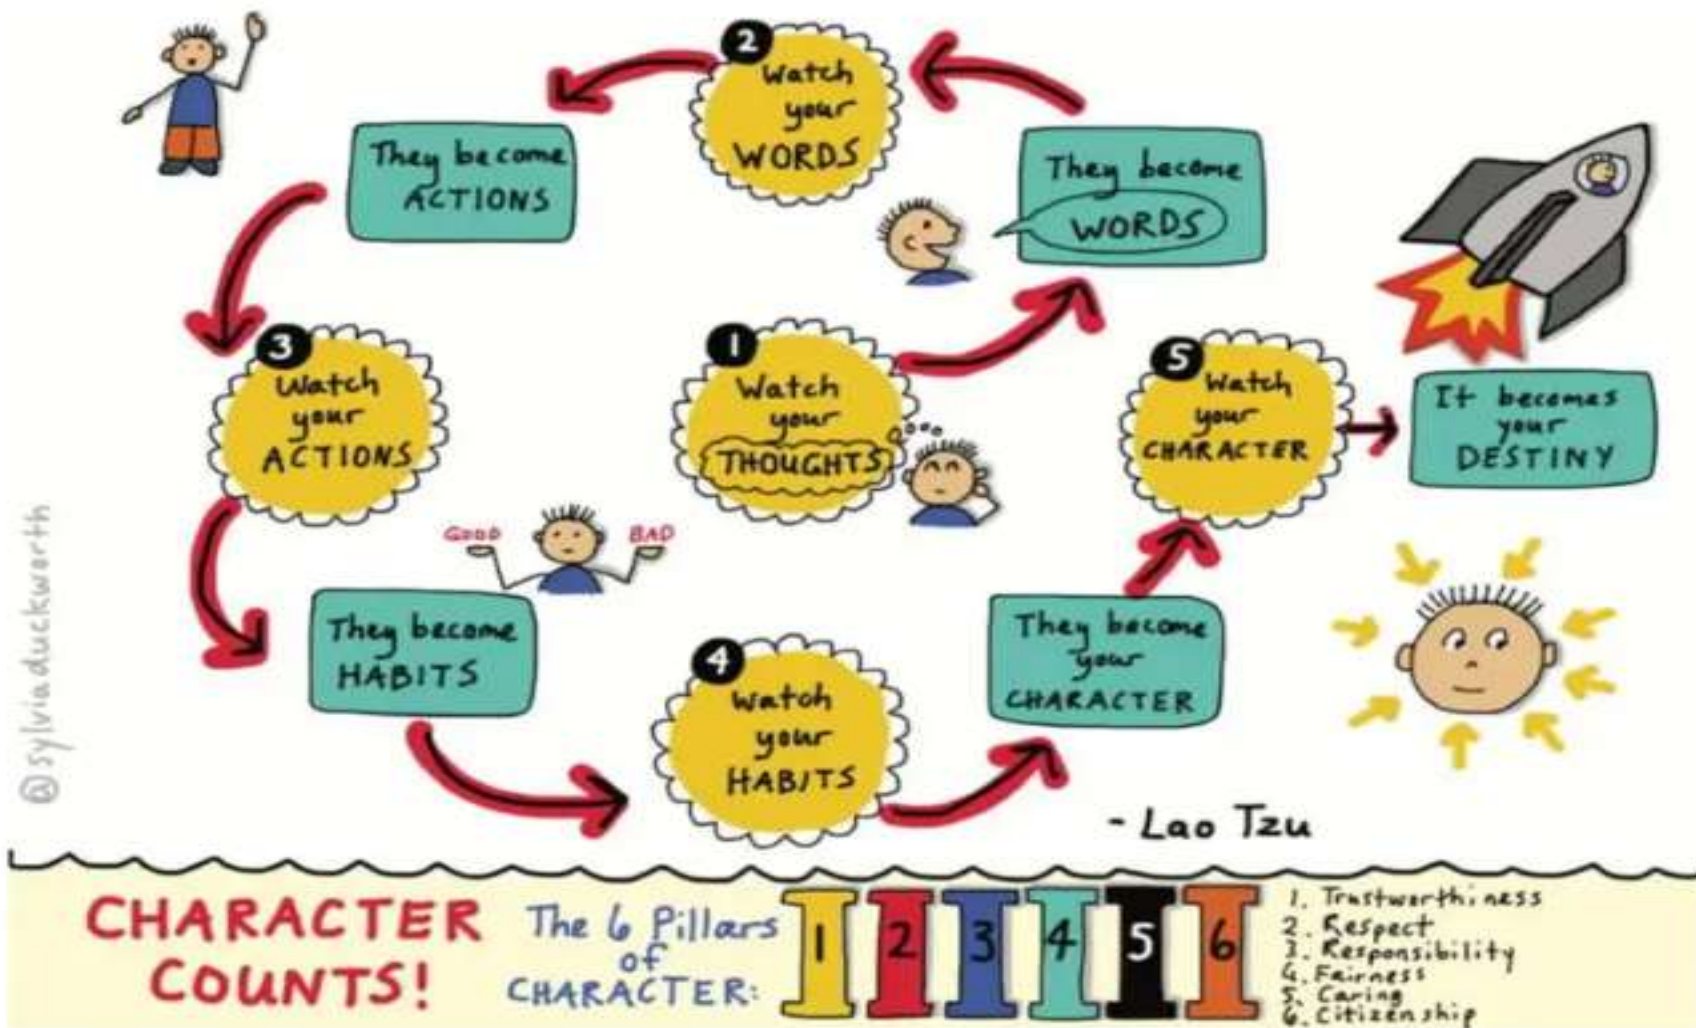 1
Watch
your
THOUGHTS
They become
WORDS
2
Watch
your
WORDS
They become
ACTIONS
3
Watch
your
ACTIONS
GOOD BAD
They become
HABITS
4
Watch
your
HABITS
They become
your
CHARACTER
5
Watch
your
CHARACTER
It becomes
your
DESTINY
- Lao Tzu
@sylviaduckworth
CHARACTER
COUNTS!
The 6 Pillars
of
CHARACTER:
1 2 3 4 5 6
1. Trustworthiness
2. Respect
3. Responsibility
4. Fairness
5. Caring
6. Citizenship